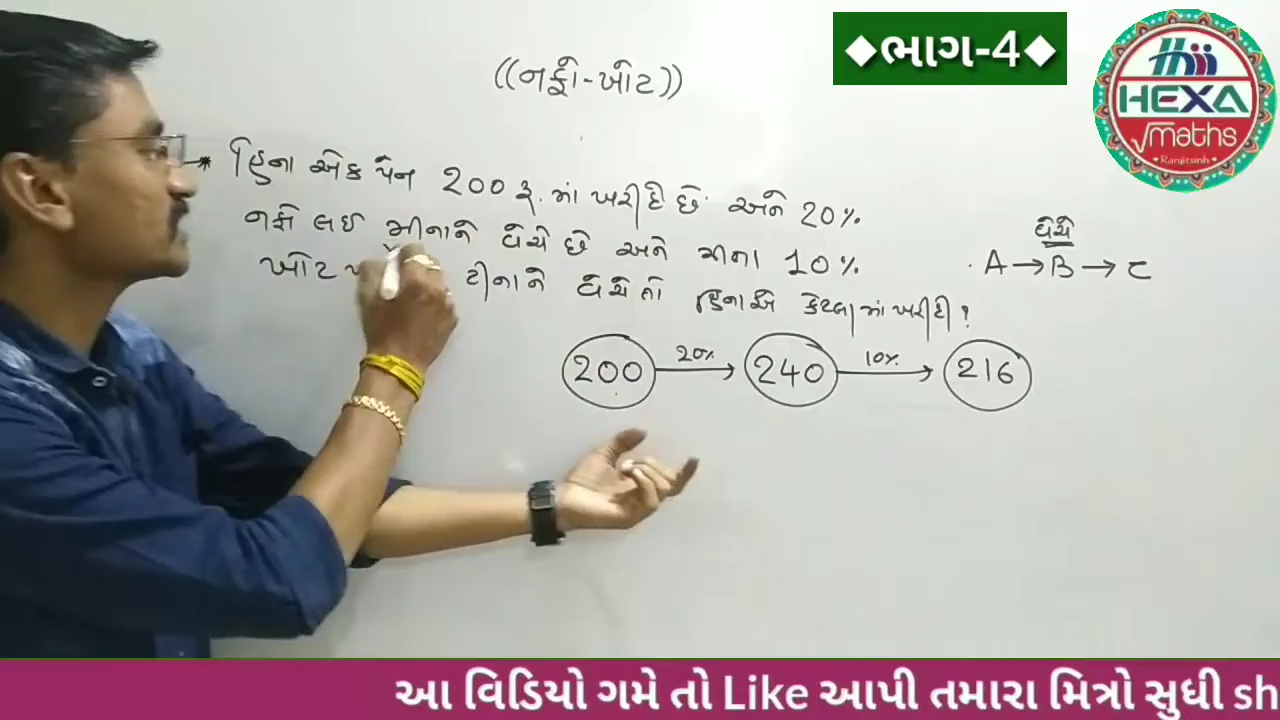 ◆ભાગ-4◆
HEXA
√maths
•Ranjitsinh•
((નફો-ખોટ))
હિના એક પેન 200 રૂ. માં ખરીદે છે અને 20%
નફો લઈ મીનાને વેચે છે અને મીના 10%
ખોટ ટીનાને વેચે તો હિનાએ કેટલામાં ખરીદી?
વેચે
A→B→C
200 20% 240 10% 216
આ વિડિયો ગમે તો Like આપી તમારા મિત્રો સુધી sh